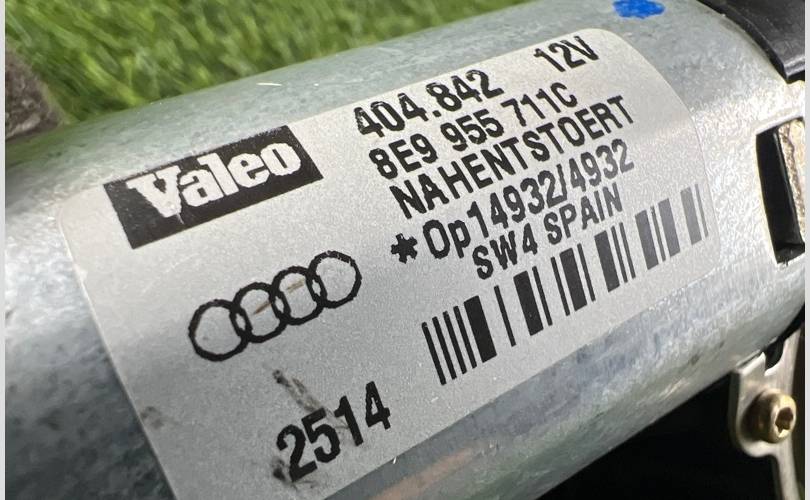 Valeo
404.842 12V
8E9 955 711C
NAHENTSTOERT
*Op14932/4932
SW4 SPAIN
2514